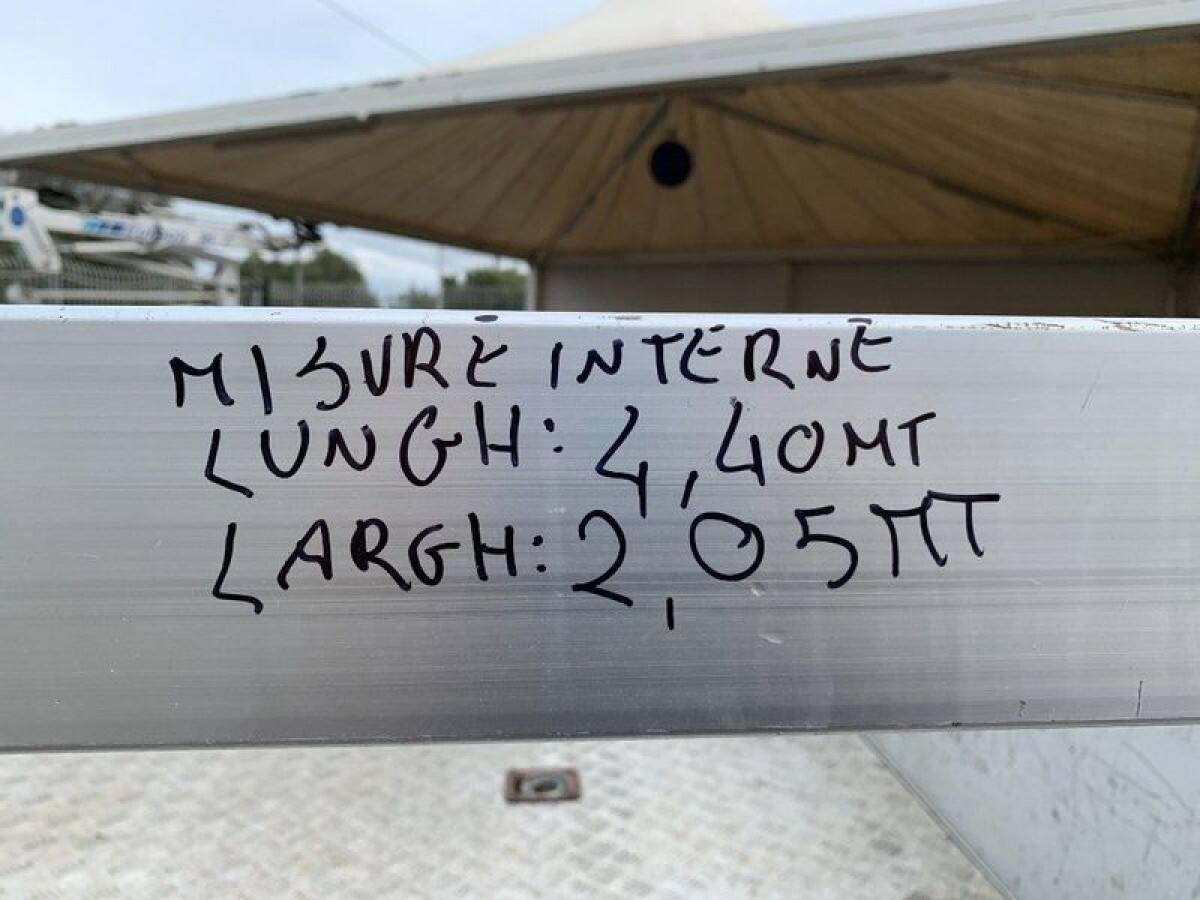 MISURE INTERNE
LUNGH: 4,40MT
LARGH: 2,05MT